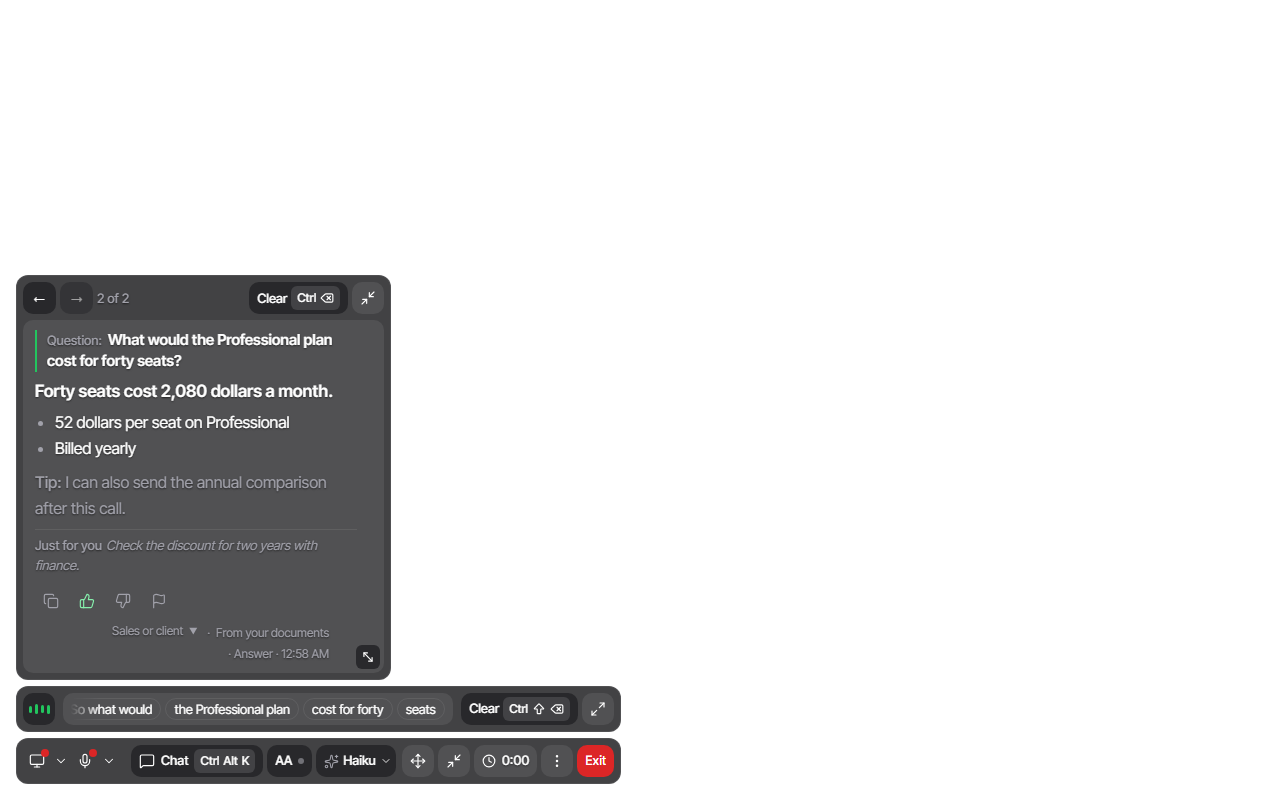 ← → 2 of 2 Clear Ctrl
Question: What would the Professional plan
cost for forty seats?
Forty seats cost 2,080 dollars a month.
• 52 dollars per seat on Professional
• Billed yearly
Tip: I can also send the annual comparison
after this call.
Just for you Check the discount for two years with
finance.
Sales or client ▼ · From your documents
· Answer · 12:58 AM
So what would the Professional plan cost for forty seats Clear Ctrl
Chat Ctrl Alt K AA Haiku 0:00 Exit